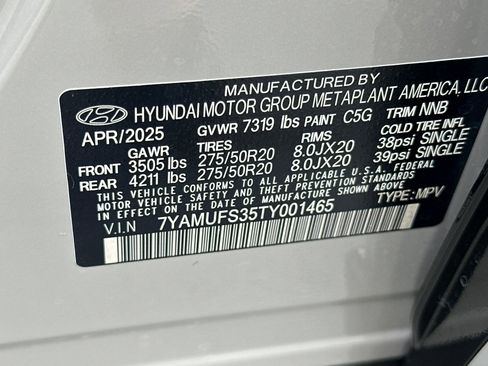 MANUFACTURED BY
HYUNDAI MOTOR GROUP METAPLANT AMERICA, LLC
APR/2025 GVWR 7319 lbs PAINT C5G TRIM NNB
GAWR TIRES RIMS COLD TIRE INFL
FRONT 3505 lbs 275/50R20 8.0JX20 38psi SINGLE
REAR 4211 lbs 275/50R20 8.0JX20 39psi SINGLE
THIS VEHICLE CONFORMS TO ALL APPLICABLE U.S.A. FEDERAL
MOTOR VEHICLE SAFETY AND THEFT PREVENTION STANDARDS
IN EFFECT ON THE DATE OF MANUFACTURE SHOWN ABOVE.
V.I.N 7YAMUFS35TY001465 TYPE: MPV